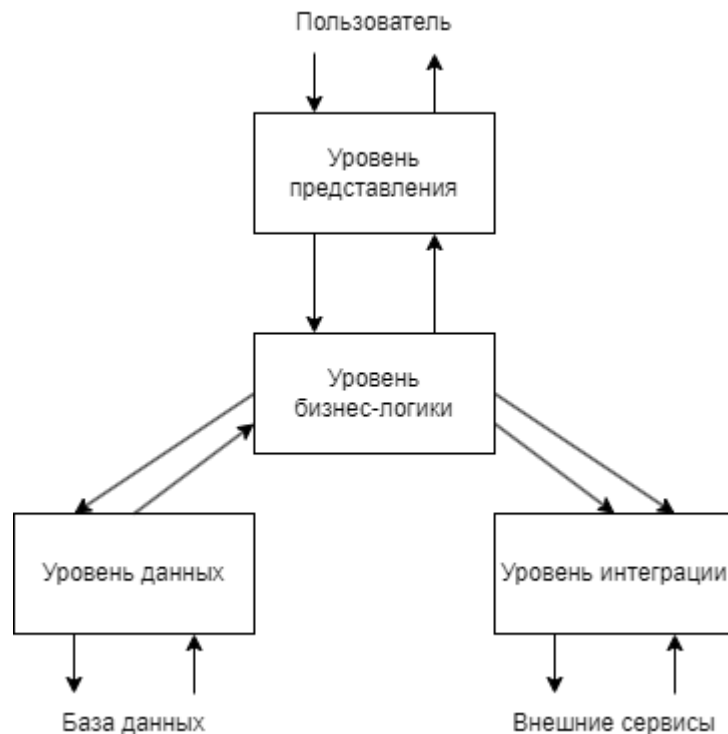 Пользователь
Уровень
представления
Уровень
бизнес-логики
Уровень данных
Уровень интеграции
База данных
Внешние сервисы